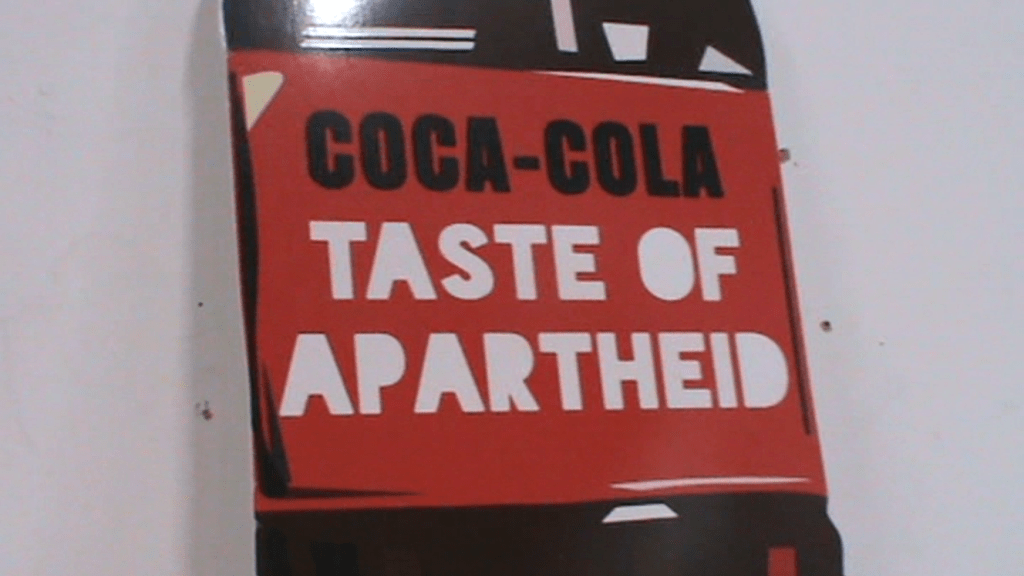 COCA-COLA
TASTE OF
APARTHEID